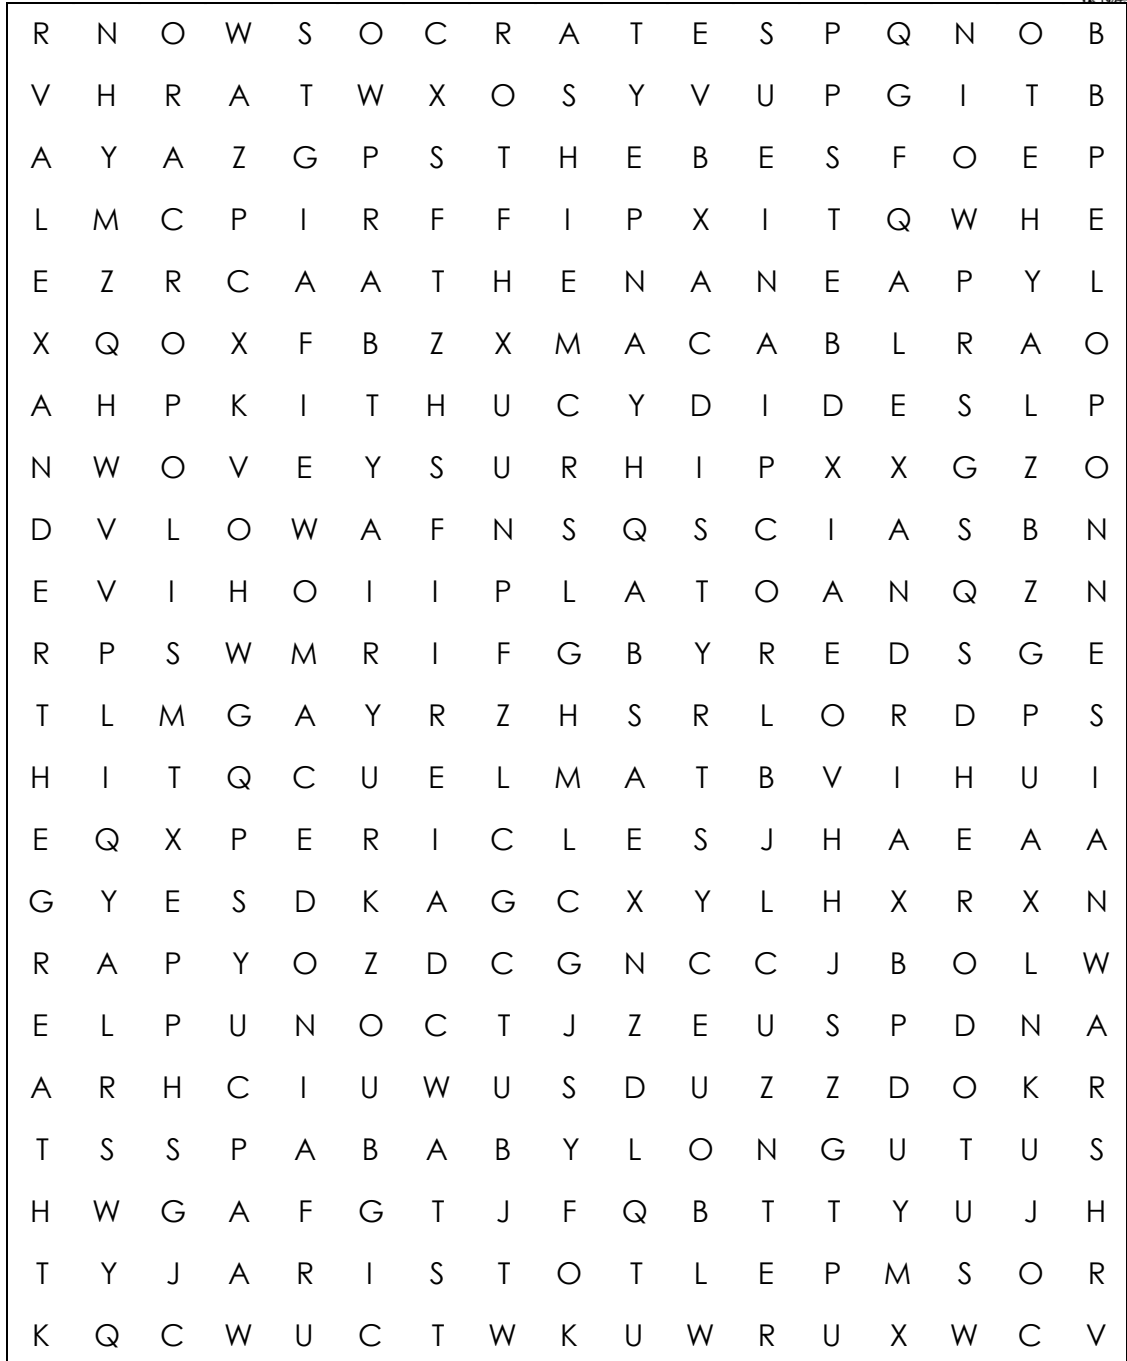 R N O W S O C R A T E S P Q N O B
V H R A T W X O S Y V U P G I T B
A Y A Z G P S T H E B E S F O E P
L M C P I R F F I P X I T Q W H E
E Z R C A A T H E N A N E A P Y L
X Q O X F B Z X M A C A B L R A O
A H P K I T H U C Y D I D E S L P
N W O V E Y S U R H I P X X G Z O
D V L O W A F N S Q S C I A S B N
E V I H O I I P L A T O A N Q Z N
R P S W M R I F G B Y R E D S G E
T L M G A Y R Z H S R L O R D P S
H I T Q C U E L M A T B V I H U I
E Q X P E R I C L E S J H A E A A
G Y E S D K A G C X Y L H X R X N
R A P Y O Z D C G N C C J B O L W
E L P U N O C T J Z E U S P D N A
A R H C I U W U S D U Z Z D O K R
T S S P A B A B Y L O N G U T U S
H W G A F G T J F Q B T T Y U J H
T Y J A R I S T O T L E P M S O R
K Q C W U C T W K U W R U X W C V